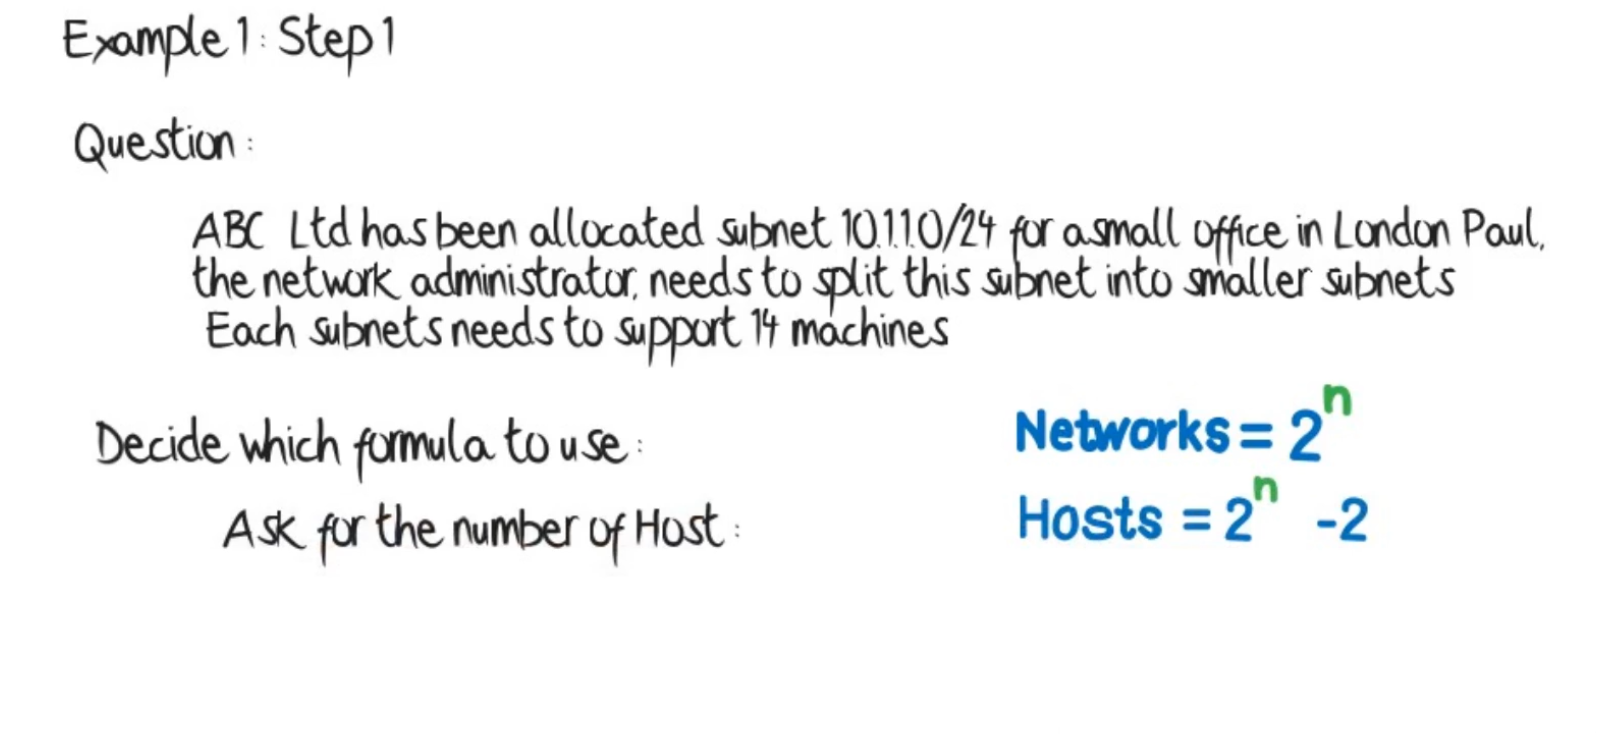 Example 1: Step 1
Question:
ABC Ltd has been allocated subnet 10.1.1.0/24 for a small office in London Paul,
the network administrator, needs to split this subnet into smaller subnets
Each subnets needs to support 14 machines
Decide which formula to use:
Networks = 2^n
Ask for the number of Host:
Hosts = 2^n -2